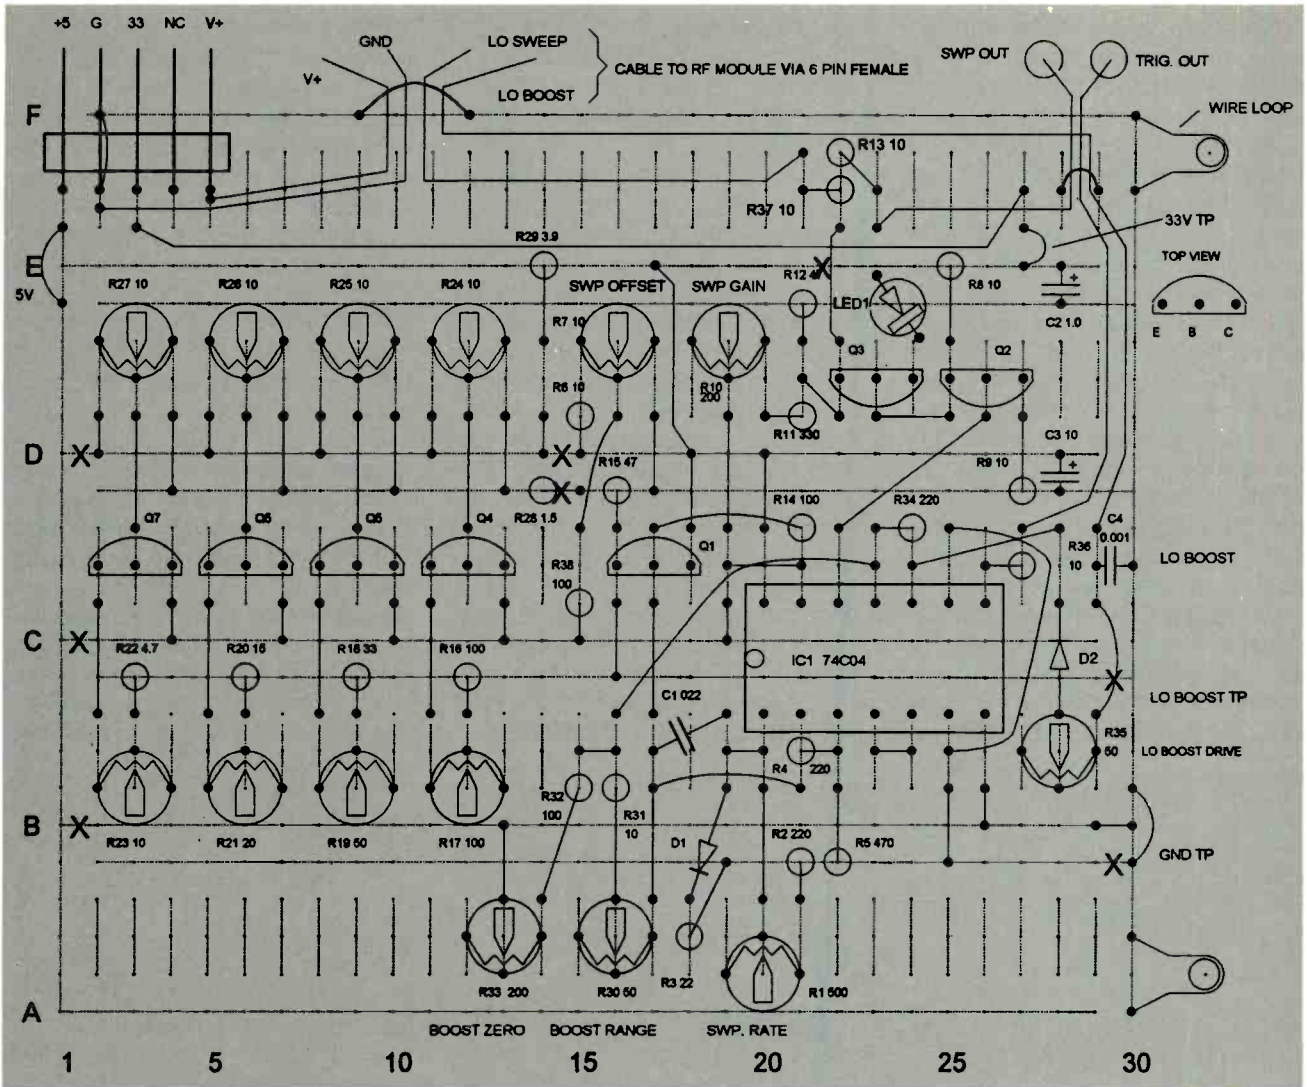 +5 G 33 NC V+
GND
LO SWEEP
V+
LO BOOST
CABLE TO RF MODULE VIA 6 PIN FEMALE
SWP OUT
TRIG. OUT
F
WIRE LOOP
R13 10
R37 10
33V TP
R29 3.9
E
TOP VIEW
5V
R27 10
R26 10
R25 10
R24 10
SWP OFFSET
SWP GAIN
R12 47
LED1
R8 10
C2 1.0
E B C
R7 10
Q3
Q2
R6 10
R10
200
R11 330
D
C3 10
R15 47
R9 10
R28 1.5
R14 100
R34 220
Q7
Q6
Q5
Q4
Q1
C4
0.001
R36
10
LO BOOST
R38
100
C
IC1 74C04
D2
R22 4.7
R20 15
R18 33
R16 100
C1 022
LO BOOST TP
R35
50
LO BOOST DRIVE
R4
220
R32
100
R31
10
B
R23 10
R21 20
R19 50
R17 100
D1
R2 220
R5 470
GND TP
R3 22
R33 200
R30 50
R1 500
A
BOOST ZERO
BOOST RANGE
SWP. RATE
1 5 10 15 20 25 30